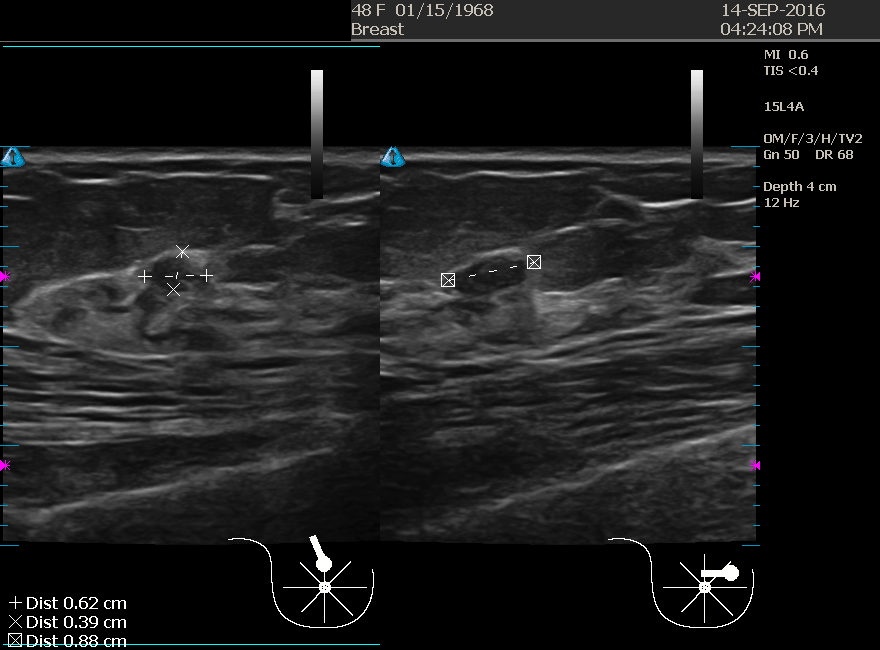 48 F 01/15/1968
14-SEP-2016
Breast
04:24:08 PM
MI 0.6
TIS <0.4
15L4A
OM/F/3/H/TV2
Gn 50 DR 68
Depth 4 cm
12 Hz
+ Dist 0.62 cm
× Dist 0.39 cm
⊠ Dist 0.88 cm